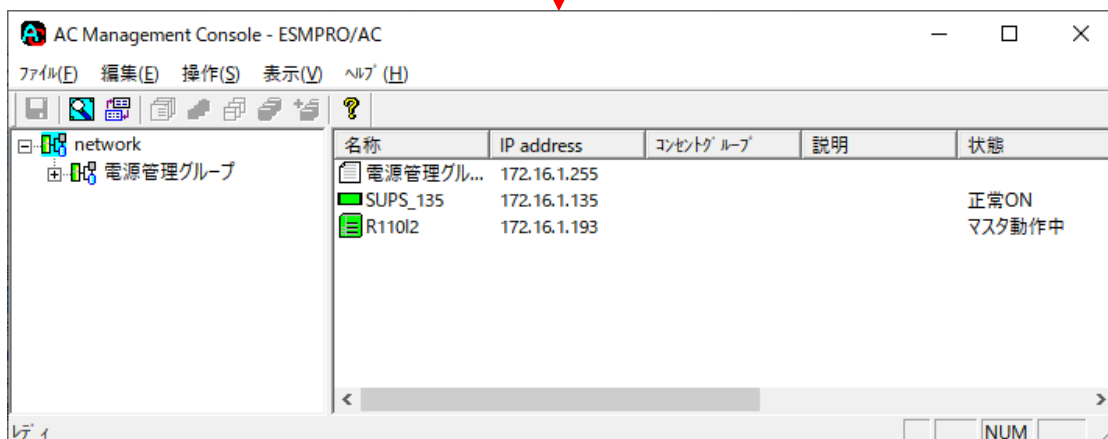 AC Management Console - ESMPRO/AC
ﾌｧｲﾙ(F) 編集(E) 操作(S) 表示(V) ﾍﾙﾌﾟ(H)
network
電源管理グループ
名称 IP address ｺﾝｾﾝﾄｸﾞﾙｰﾌﾟ 説明 状態
電源管理グル... 172.16.1.255
SUPS_135 172.16.1.135 正常ON
R110l2 172.16.1.193 マスタ動作中
ﾚﾃﾞｨ NUM